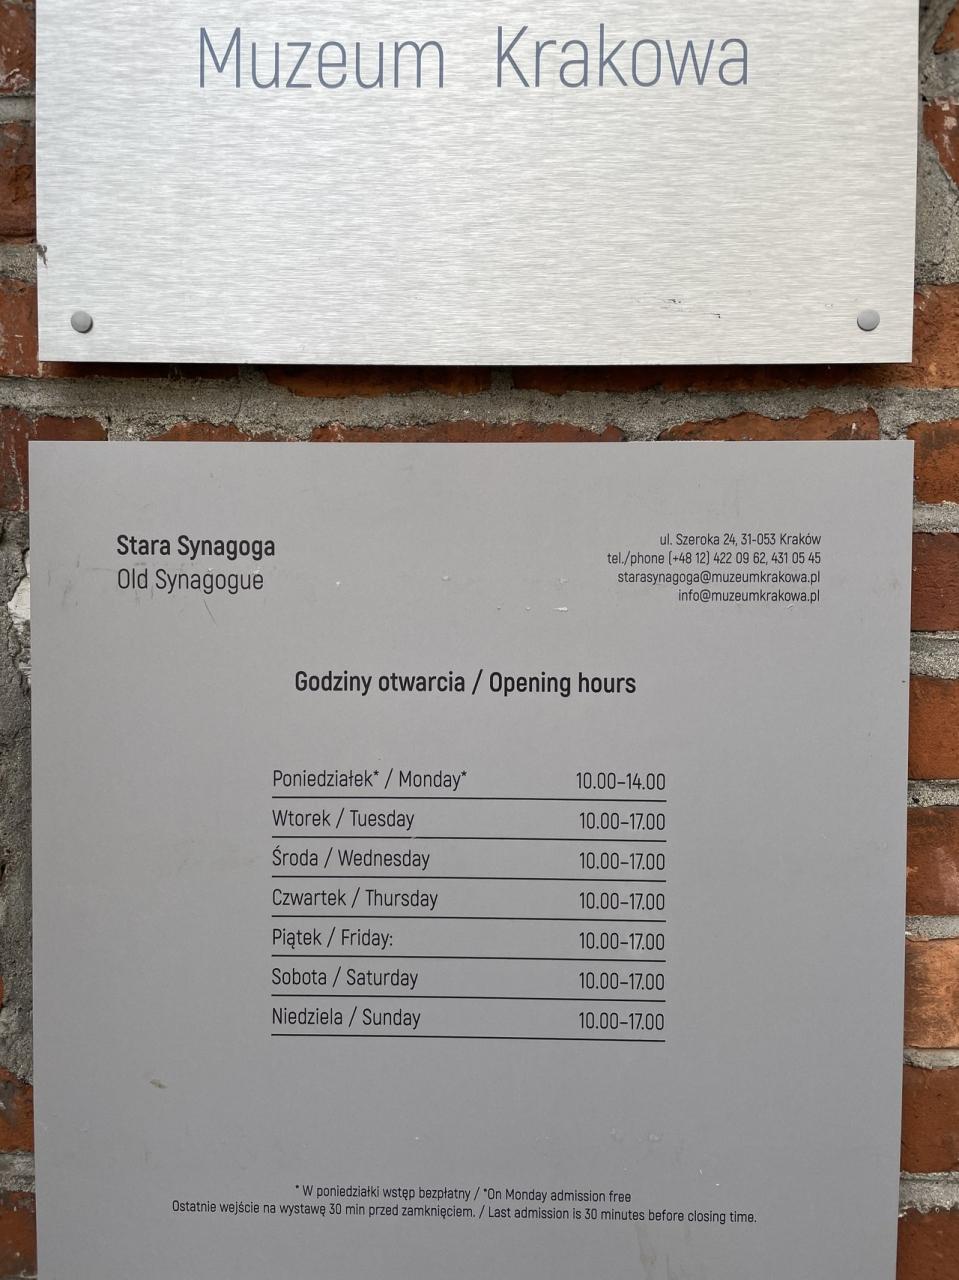 Muzeum Krakowa
Stara Synagoga
Old Synagogue
ul. Szeroka 24, 31-053 Kraków
tel./phone (+48 12) 422 09 62, 431 05 45
starasynagoga@muzeumkrakowa.pl
info@muzeumkrakowa.pl
Godziny otwarcia / Opening hours
Poniedziałek* / Monday* 10.00–14.00
Wtorek / Tuesday 10.00–17.00
Środa / Wednesday 10.00–17.00
Czwartek / Thursday 10.00–17.00
Piątek / Friday: 10.00–17.00
Sobota / Saturday 10.00–17.00
Niedziela / Sunday 10.00–17.00
* W poniedziałki wstęp bezpłatny / *On Monday admission free
Ostatnie wejście na wystawę 30 min przed zamknięciem. / Last admission is 30 minutes before closing time.